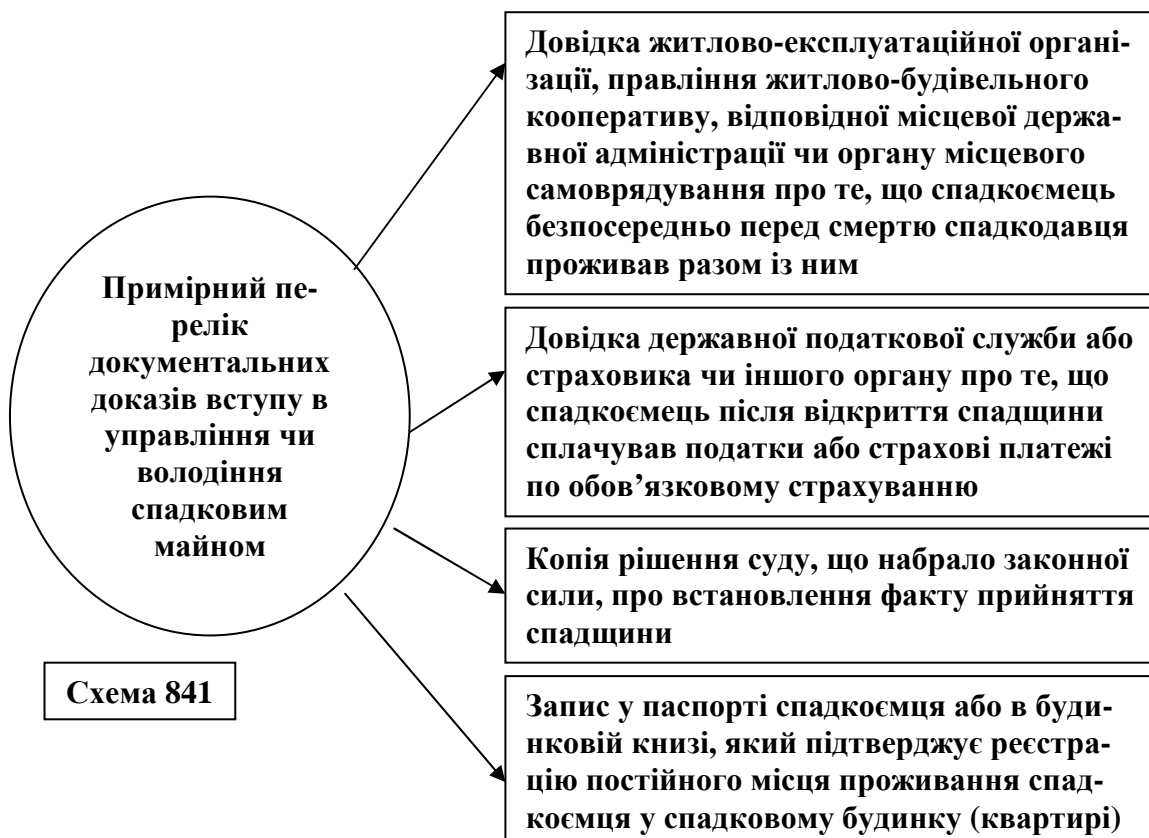 Примірний пе-
релік
документальних
доказів вступу в
управління чи
володіння
спадковим
майном
Схема 841
Довідка житлово-експлуатаційної органі-
зації, правління житлово-будівельного
кооперативу, відповідної місцевої держа-
вної адміністрації чи органу місцевого
самоврядування про те, що спадкоємець
безпосередньо перед смертю спадкодавця
проживав разом із ним
Довідка державної податкової служби або
страховика чи іншого органу про те, що
спадкоємець після відкриття спадщини
сплачував податки або страхові платежі
по обов’язковому страхуванню
Копія рішення суду, що набрало законної
сили, про встановлення факту прийняття
спадщини
Запис у паспорті спадкоємця або в буди-
нковій книзі, який підтверджує реєстра-
цію постійного місця проживання спад-
коємця у спадковому будинку (квартирі)